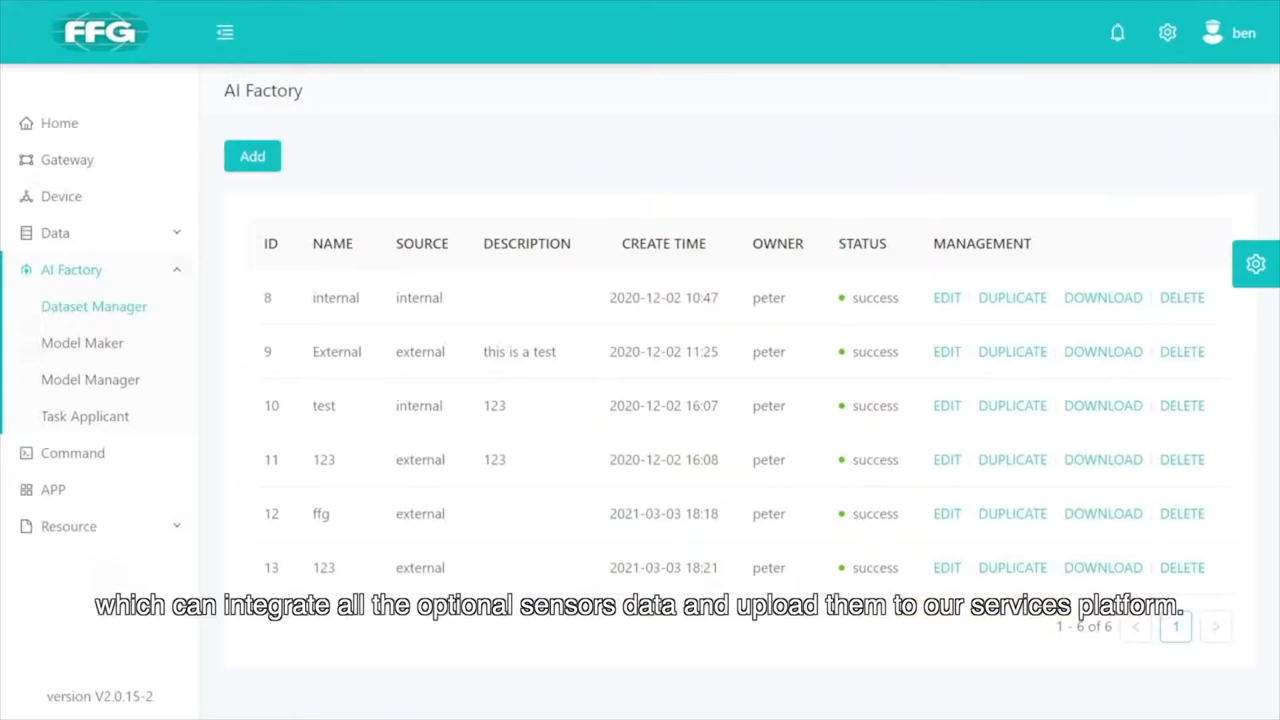 FFG
ben
AI Factory
Home
Add
Gateway
Device
Data
AI Factory
Dataset Manager
Model Maker
Model Manager
Task Applicant
Command
APP
Resource
ID NAME SOURCE DESCRIPTION CREATE TIME OWNER STATUS MANAGEMENT
8 internal internal 2020-12-02 10:47 peter success EDIT DUPLICATE DOWNLOAD DELETE
9 External external this is a test 2020-12-02 11:25 peter success EDIT DUPLICATE DOWNLOAD DELETE
10 test internal 123 2020-12-02 16:07 peter success EDIT DUPLICATE DOWNLOAD DELETE
11 123 external 123 2020-12-02 16:08 peter success EDIT DUPLICATE DOWNLOAD DELETE
12 ffg external 2021-03-03 18:18 peter success EDIT DUPLICATE DOWNLOAD DELETE
13 123 external 2021-03-03 18:21 peter success EDIT DUPLICATE DOWNLOAD DELETE
which can integrate all the optional sensors data and upload them to our services platform.
1 - 6 of 6 < 1 >
version V2.0.15-2